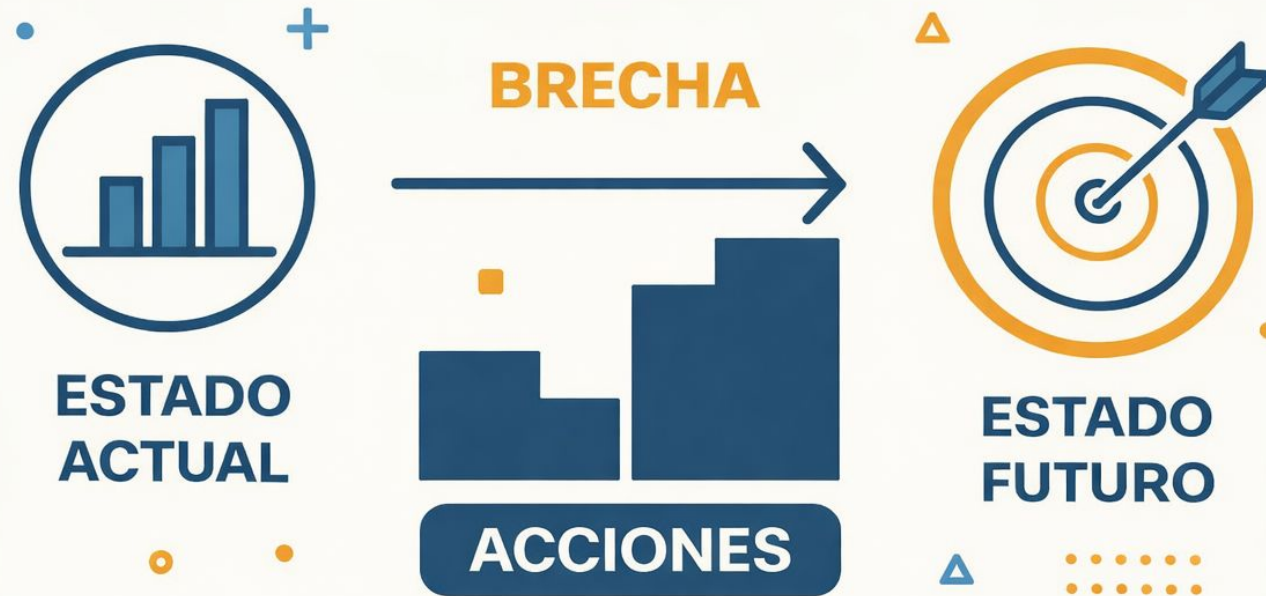 BRECHA
ESTADO
ACTUAL
ACCIONES
ESTADO
FUTURO